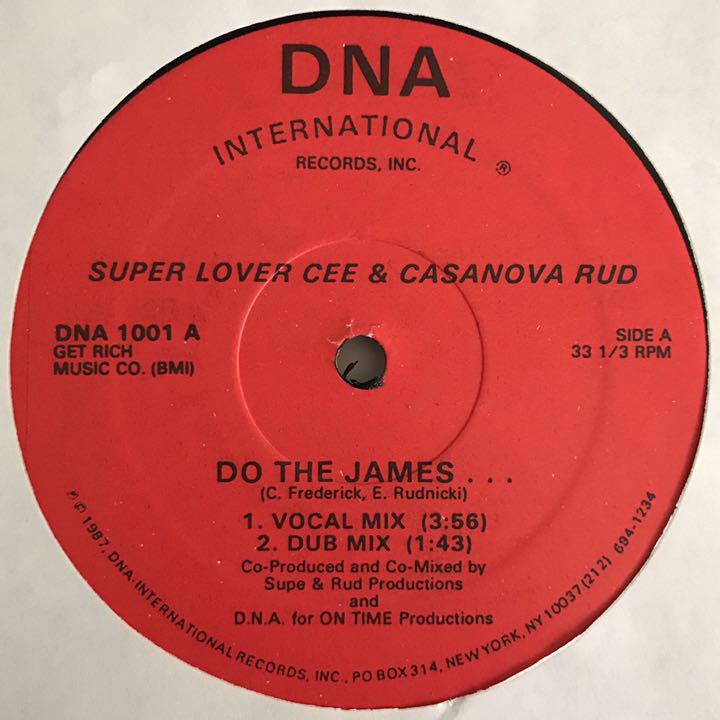 DNA
INTERNATIONAL ®
RECORDS, INC.
SUPER LOVER CEE & CASANOVA RUD
DNA 1001 A
GET RICH
MUSIC CO. (BMI)
SIDE A
33 1/3 RPM
DO THE JAMES . . .
(C. Frederick, E. Rudnicki)
1. VOCAL MIX (3:56)
2. DUB MIX (1:43)
Co-Produced and Co-Mixed by
Supe & Rud Productions
and
D.N.A. for ON TIME Productions
℗ © 1987, DNA-INTERNATIONAL RECORDS, INC., PO BOX 314, NEW YORK, NY 10037 (212) 694-1234